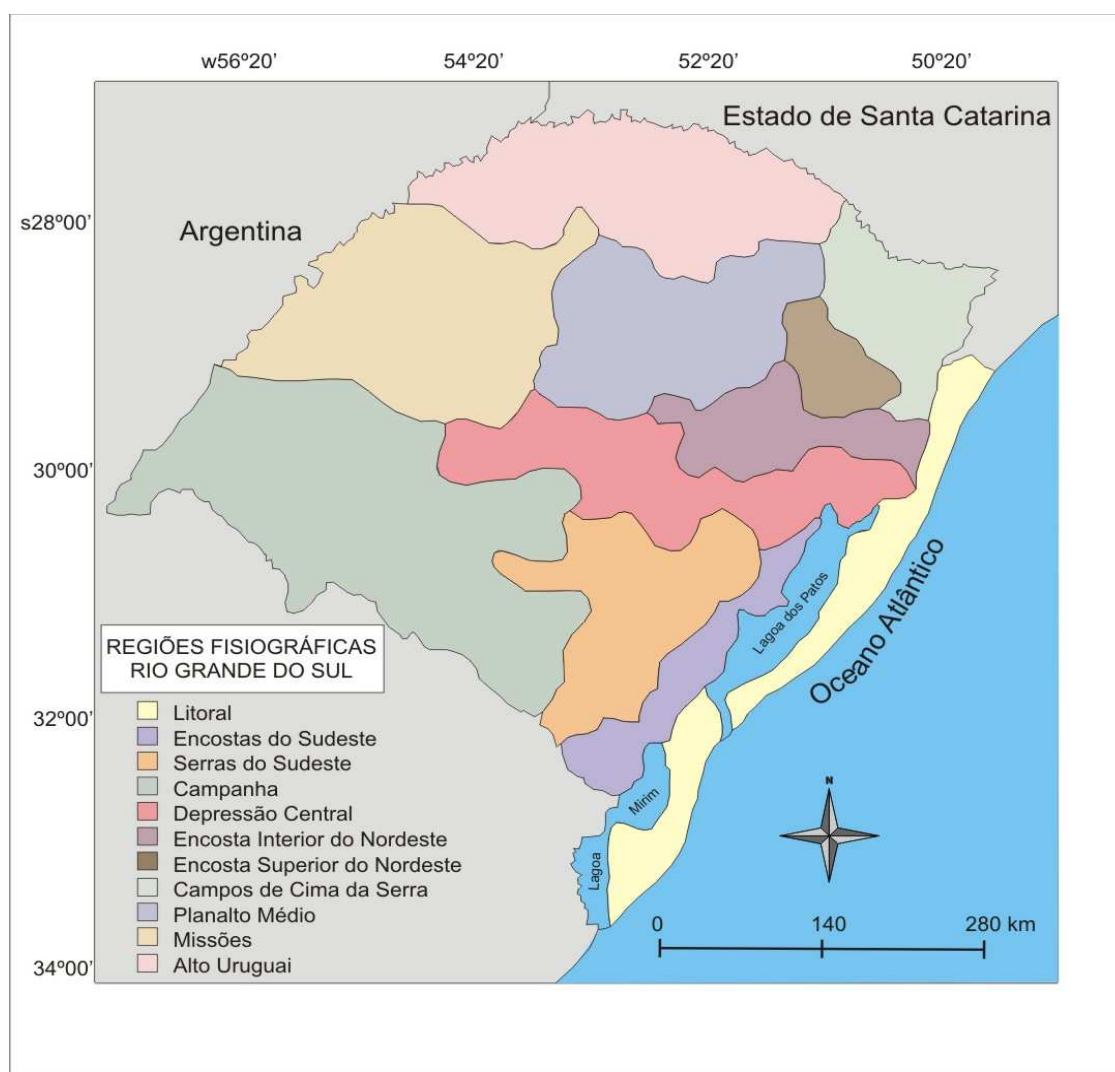 w56º20’ 54º20’ 52º20’ 50º20’
Estado de Santa Catarina
s28º00’
Argentina
30º00’
Lagoa dos Patos
Oceano Atlântico
REGIÕES FISIOGRÁFICAS
RIO GRANDE DO SUL
32º00’
Litoral
Encostas do Sudeste
Serras do Sudeste
Campanha
Depressão Central
Encosta Interior do Nordeste
Encosta Superior do Nordeste
Campos de Cima da Serra
Planalto Médio
Missões
Alto Uruguai
Lagoa Mirim
N
0 140 280 km
34º00’